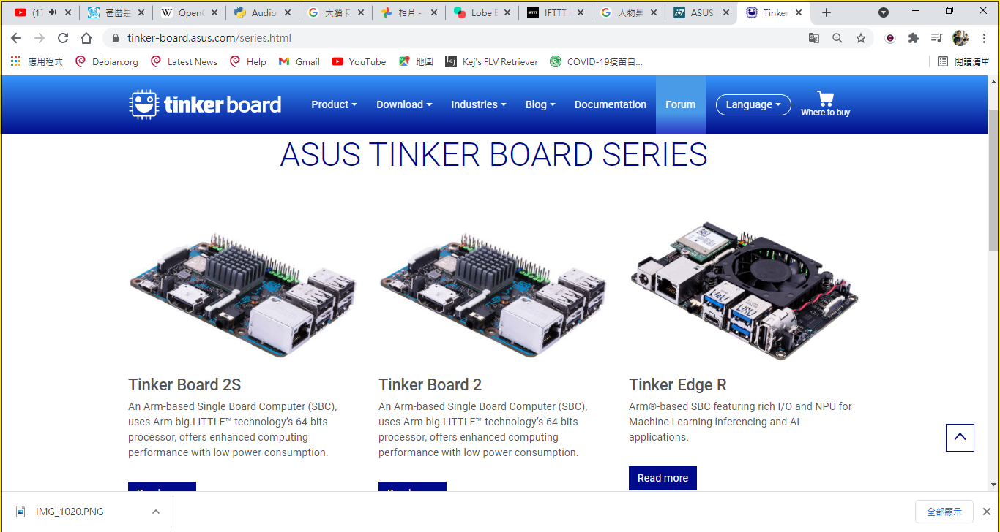 (17
甚麼是
OpenC
Audio
大腦卡
相片 -
Lobe E
IFTTT
人物黑
ASUS
Tinker
tinker-board.asus.com/series.html
應用程式 Debian.org Latest News Help Gmail YouTube 地圖 Kej's FLV Retriever COVID-19疫苗自... 閱讀清單
tinker board Product Download Industries Blog Documentation Forum Language Where to buy
ASUS TINKER BOARD SERIES
Tinker Board 2S
An Arm-based Single Board Computer (SBC),
uses Arm big.LITTLE™ technology's 64-bits
processor, offers enhanced computing
performance with low power consumption.
Tinker Board 2
An Arm-based Single Board Computer (SBC),
uses Arm big.LITTLE™ technology's 64-bits
processor, offers enhanced computing
performance with low power consumption.
Tinker Edge R
Arm®-based SBC featuring rich I/O and NPU for
Machine Learning inferencing and AI
applications.
Read more
IMG_1020.PNG
全部顯示